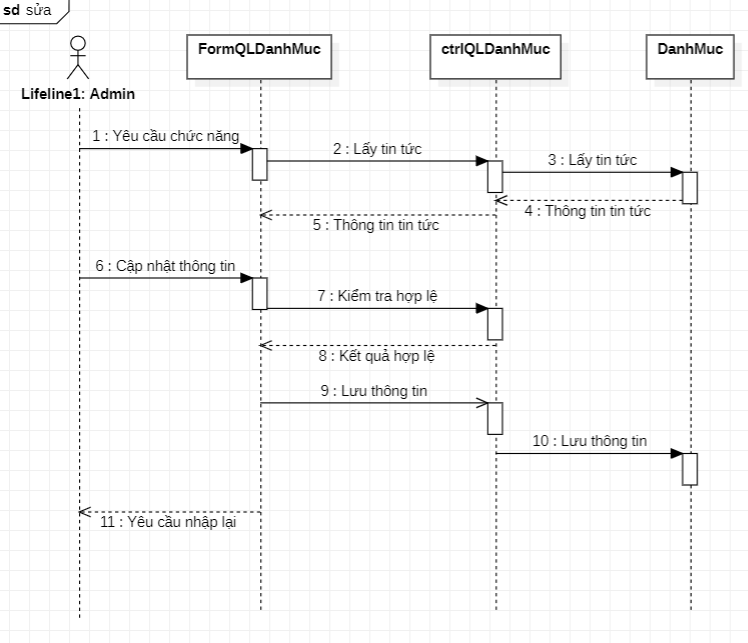 sd sửa
FormQLDanhMuc
ctrlQLDanhMuc
DanhMuc
Lifeline1: Admin
1 : Yêu cầu chức năng
2 : Lấy tin tức
3 : Lấy tin tức
4 : Thông tin tin tức
5 : Thông tin tin tức
6 : Cập nhật thông tin
7 : Kiểm tra hợp lệ
8 : Kết quả hợp lệ
9 : Lưu thông tin
10 : Lưu thông tin
11 : Yêu cầu nhập lại